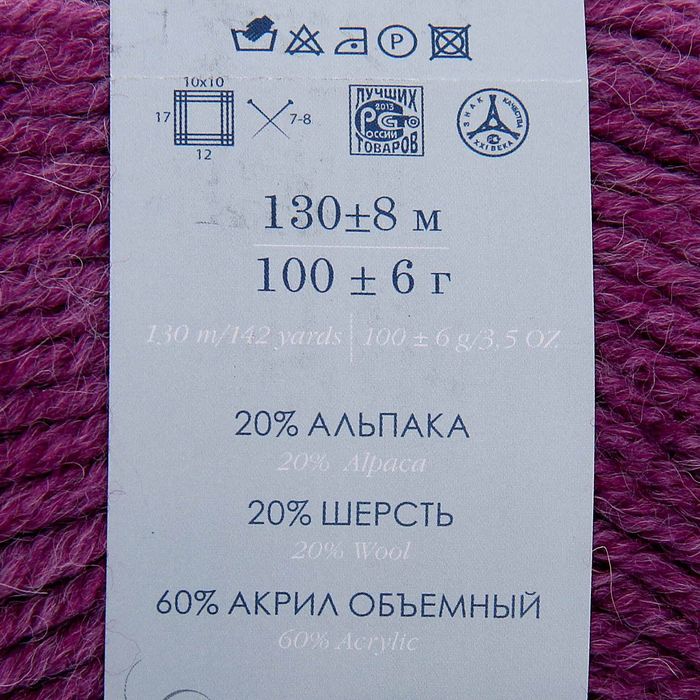 P
10x10
17
7-8
12
ЛУЧШИХ
2013
РОССИИ
ТОВАРОВ
ЗНАК КАЧЕСТВА
XXI ВЕКА
130±8 м
100 ± 6 г
130 m/142 yards | 100 ± 6 g/3,5 OZ
20% АЛЬПАКА
20% Alpaca
20% ШЕРСТЬ
20% Wool
60% АКРИЛ ОБЪЕМНЫЙ
60% Acrylic